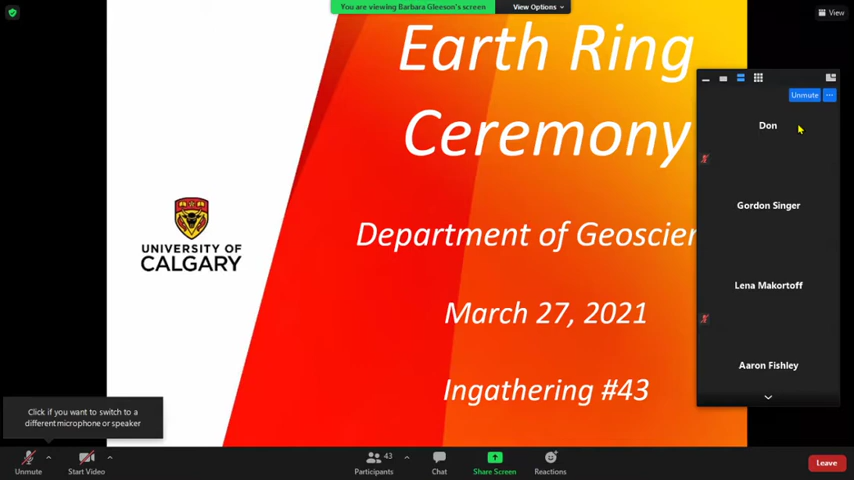 You are viewing Barbara Gleeson's screen
View Options
View
Earth Ring
Ceremony
Department of Geoscien
March 27, 2021
Ingathering #43
UNIVERSITY OF
CALGARY
Unmute
...
Don
Gordon Singer
Lena Makortoff
Aaron Fishley
Click if you want to switch to a
different microphone or speaker
Unmute
Start Video
43
Participants
Chat
Share Screen
Reactions
Leave